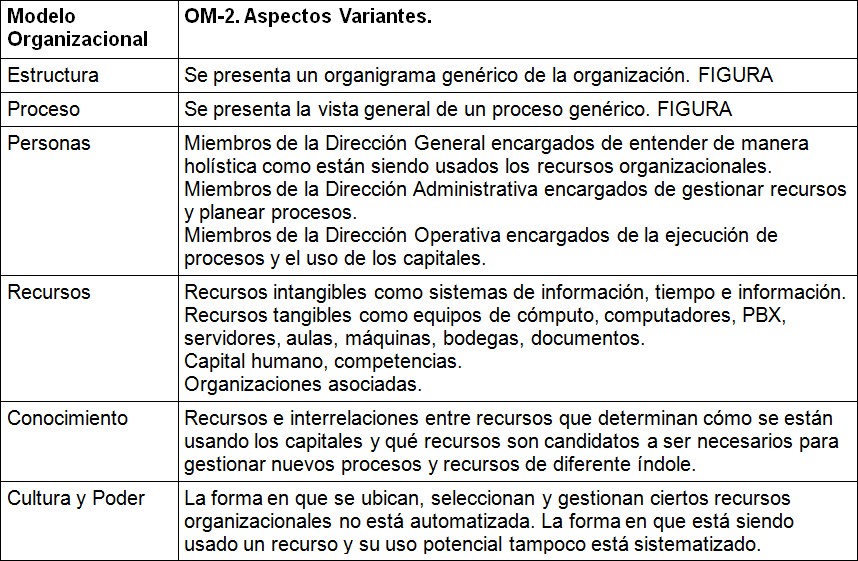 Modelo Organizacional
OM-2. Aspectos Variantes.
Estructura
Se presenta un organigrama genérico de la organización. FIGURA
Proceso
Se presenta la vista general de un proceso genérico. FIGURA
Personas
Miembros de la Dirección General encargados de entender de manera
holística como están siendo usados los recursos organizacionales.
Miembros de la Dirección Administrativa encargados de gestionar recursos
y planear procesos.
Miembros de la Dirección Operativa encargados de la ejecución de
procesos y el uso de los capitales.
Recursos
Recursos intangibles como sistemas de información, tiempo e información.
Recursos tangibles como equipos de cómputo, computadores, PBX,
servidores, aulas, máquinas, bodegas, documentos.
Capital humano, competencias.
Organizaciones asociadas.
Conocimiento
Recursos e interrelaciones entre recursos que determinan cómo se están
usando los capitales y qué recursos son candidatos a ser necesarios para
gestionar nuevos procesos y recursos de diferente índole.
Cultura y Poder
La forma en que se ubican, seleccionan y gestionan ciertos recursos
organizacionales no está automatizada. La forma en que está siendo
usado un recurso y su uso potencial tampoco está sistematizado.